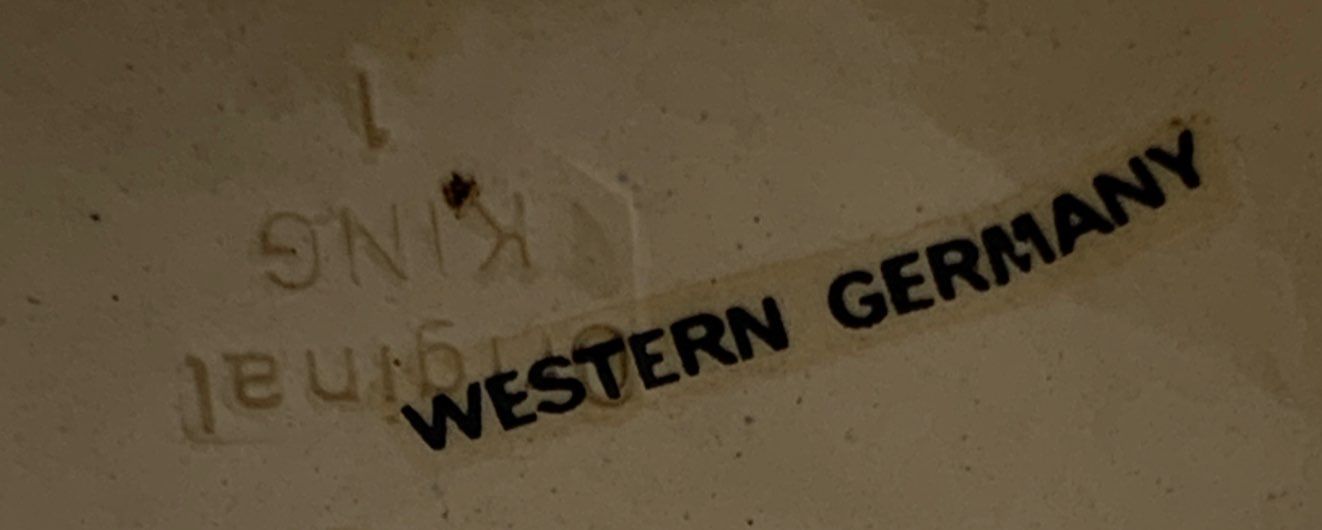 WESTERN GERMANY
Original
KING
1